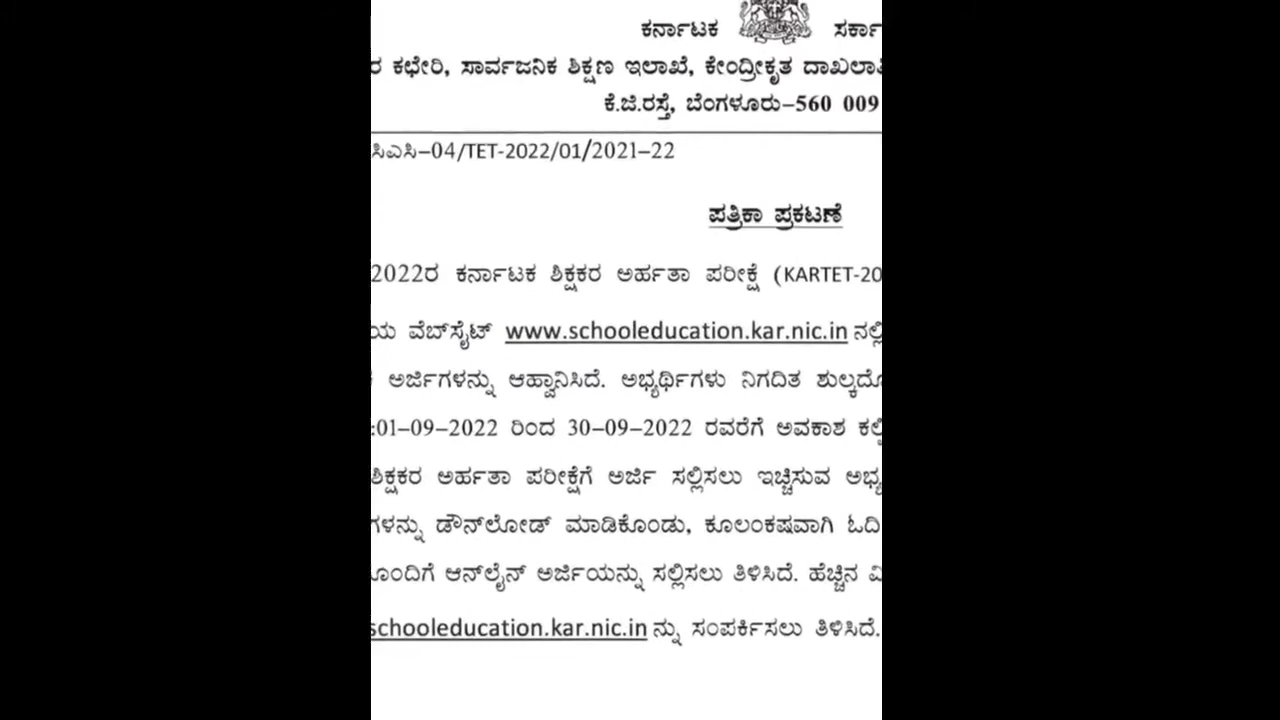 ಕರ್ನಾಟಕ ಸರ್ಕಾ
ರ ಕಛೇರಿ, ಸಾರ್ವಜನಿಕ ಶಿಕ್ಷಣ ಇಲಾಖೆ, ಕೇಂದ್ರೀಕೃತ ದಾಖಲಾತಿ
ಕೆ.ಜಿ.ರಸ್ತೆ, ಬೆಂಗಳೂರು–560 009
ಸಿಎಸಿ–04/TET-2022/01/2021–22
ಪತ್ರಿಕಾ ಪ್ರಕಟಣೆ
2022ರ ಕರ್ನಾಟಕ ಶಿಕ್ಷಕರ ಅರ್ಹತಾ ಪರೀಕ್ಷೆ (KARTET-20
ಯ ವೆಬ್‌ಸೈಟ್ www.schooleducation.kar.nic.in ನಲ್ಲಿ
ಅರ್ಜಿಗಳನ್ನು ಆಹ್ವಾನಿಸಿದೆ. ಅಭ್ಯರ್ಥಿಗಳು ನಿಗದಿತ ಶುಲ್ಕದೊ
:01–09–2022 ರಿಂದ 30–09–2022 ರವರೆಗೆ ಅವಕಾಶ ಕಲ್ಪಿ
ಶಿಕ್ಷಕರ ಅರ್ಹತಾ ಪರೀಕ್ಷೆಗೆ ಅರ್ಜಿ ಸಲ್ಲಿಸಲು ಇಚ್ಛಿಸುವ ಅಭ್ಯ
ಗಳನ್ನು ಡೌನ್‌ಲೋಡ್ ಮಾಡಿಕೊಂಡು, ಕೂಲಂಕಷವಾಗಿ ಓದಿ
ೊಂದಿಗೆ ಆನ್‌ಲೈನ್ ಅರ್ಜಿಯನ್ನು ಸಲ್ಲಿಸಲು ತಿಳಿಸಿದೆ. ಹೆಚ್ಚಿನ ವಿ
schooleducation.kar.nic.in ನ್ನು ಸಂಪರ್ಕಿಸಲು ತಿಳಿಸಿದೆ.